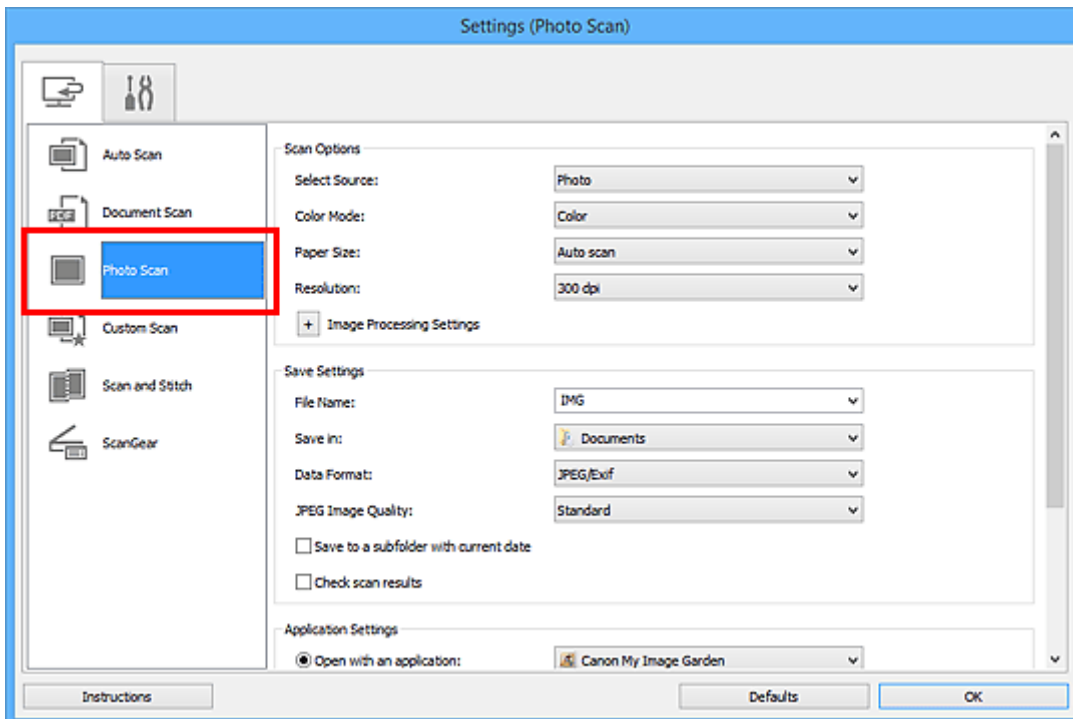 Settings (Photo Scan)
Auto Scan
Document Scan
Photo Scan
Custom Scan
Scan and Stitch
ScanGear
Scan Options
Select Source: Photo
Color Mode: Color
Paper Size: Auto scan
Resolution: 300 dpi
+ Image Processing Settings
Save Settings
File Name: IMG
Save in: Documents
Data Format: JPEG/Exif
JPEG Image Quality: Standard
Save to a subfolder with current date
Check scan results
Application Settings
Open with an application: Canon My Image Garden
Instructions
Defaults
OK